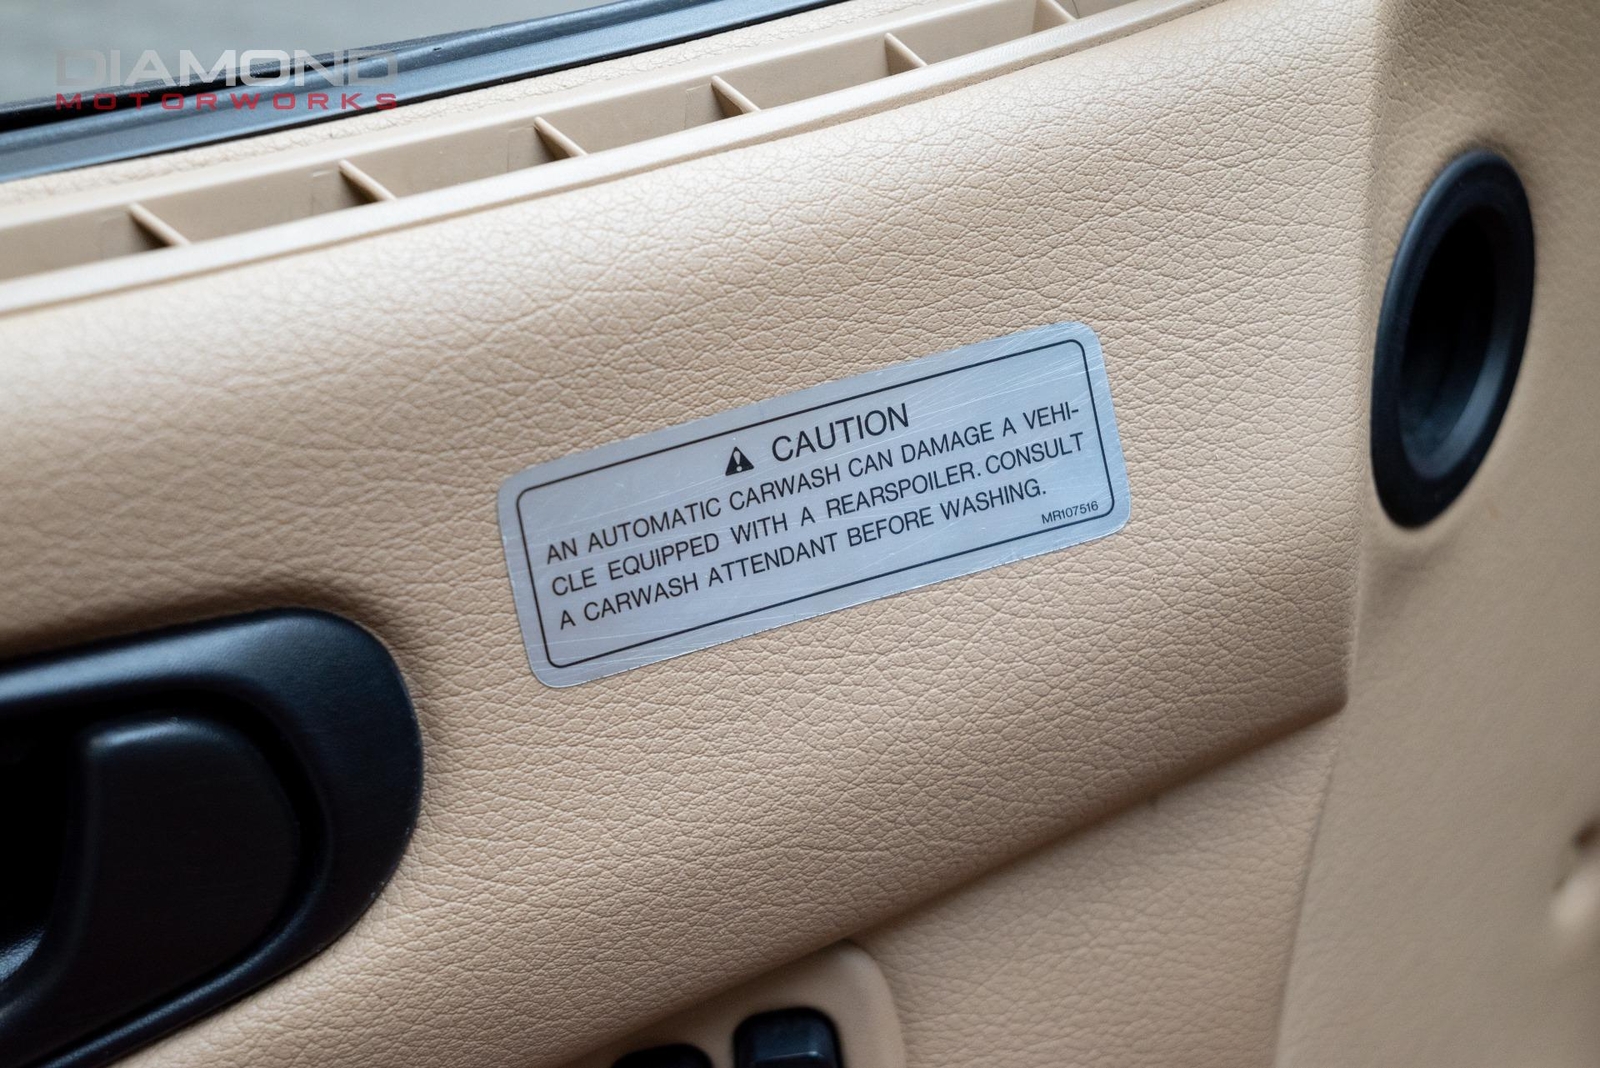 DIAMOND
MOTORWORKS
CAUTION
AN AUTOMATIC CARWASH CAN DAMAGE A VEHI-
CLE EQUIPPED WITH A REARSPOILER. CONSULT
A CARWASH ATTENDANT BEFORE WASHING.
MR107516